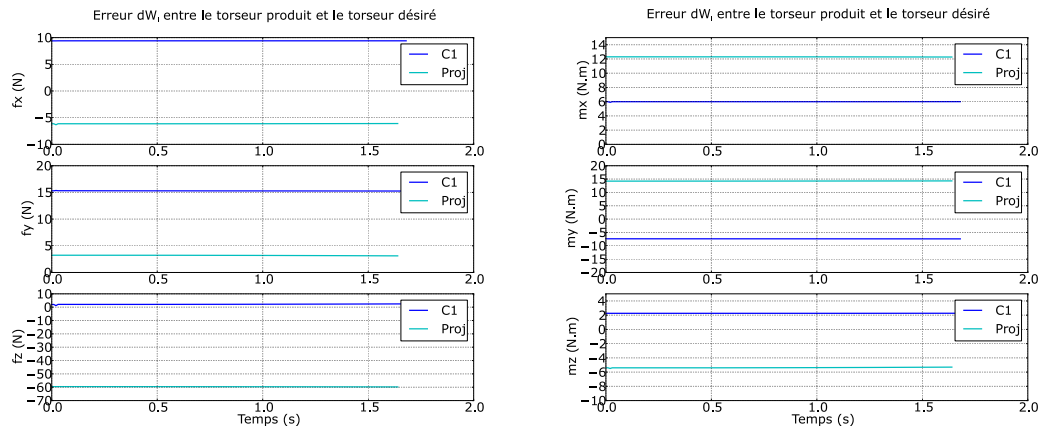 Erreur dWᵢ entre le torseur produit et le torseur désiré
fx (N)
10
5
0
−5
−10
0.0 0.5 1.0 1.5 2.0
C1
Proj
fy (N)
20
15
10
5
0
0.0 0.5 1.0 1.5 2.0
C1
Proj
fz (N)
10
0
−10
−20
−30
−40
−50
−60
−70
0.0 0.5 1.0 1.5 2.0
C1
Proj
Temps (s)
Erreur dWᵢ entre le torseur produit et le torseur désiré
mx (N.m)
14
12
10
8
6
4
2
0
0.0 0.5 1.0 1.5 2.0
C1
Proj
my (N.m)
20
15
10
5
0
−5
−10
−15
−20
0.0 0.5 1.0 1.5 2.0
C1
Proj
mz (N.m)
4
2
0
−2
−4
−6
−8
−10
0.0 0.5 1.0 1.5 2.0
C1
Proj
Temps (s)